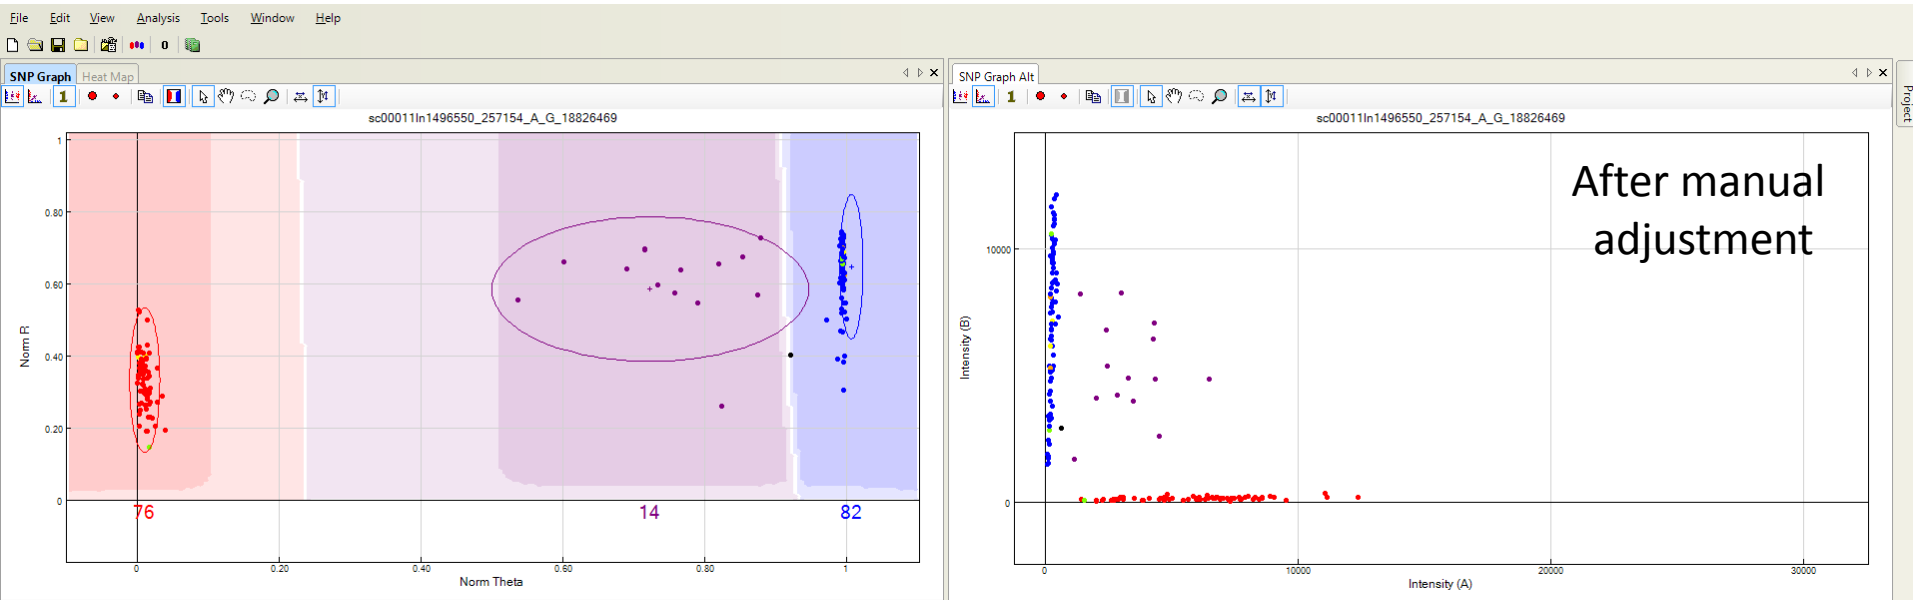 File Edit View Analysis Tools Window Help
0
SNP Graph Heat Map
SNP Graph Alt
Project
1
1
sc00011ln1496550_257154_A_G_18826469
sc00011ln1496550_257154_A_G_18826469
After manual
adjustment
1
0.80
0.60
0.40
0.20
0
Norm R
76
14
82
0
0.20
0.40
0.60
0.80
1
Norm Theta
10000
0
Intensity (B)
0
10000
20000
30000
Intensity (A)